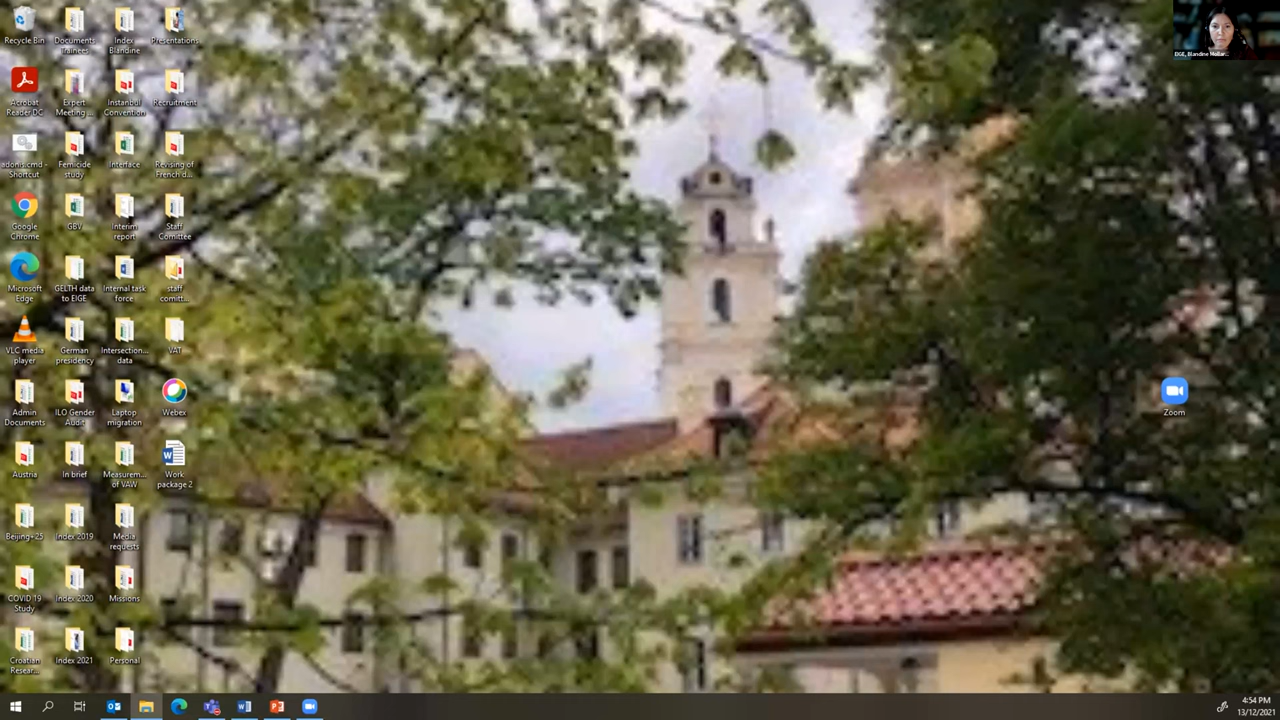 Recycle Bin
Documents
Trainees
Index
Blandine
Presentations
Acrobat
Reader DC
Expert
Meeting ...
Instanbul
Convention
Recruitment
adonis.cmd -
Shortcut
Femicide
study
Interface
Revising of
French d...
Google
Chrome
GBV
Interim
report
Staff
Comittee
Microsoft
Edge
GELTH data
to EIGE
Internal task
force
staff
comitt...
VLC media
player
German
presidency
Intersection...
data
VAT
Admin
Documents
ILO Gender
Audit
Laptop
migration
Webex
Austria
In brief
Measurem...
of VAW
Work
package 2
Beijing+25
Index 2019
Media
requests
COVID 19
Study
Index 2020
Missions
Croatian
Resear...
Index 2021
Personal
EIGE, Blandine Mollar...
Zoom
4:54 PM
13/12/2021